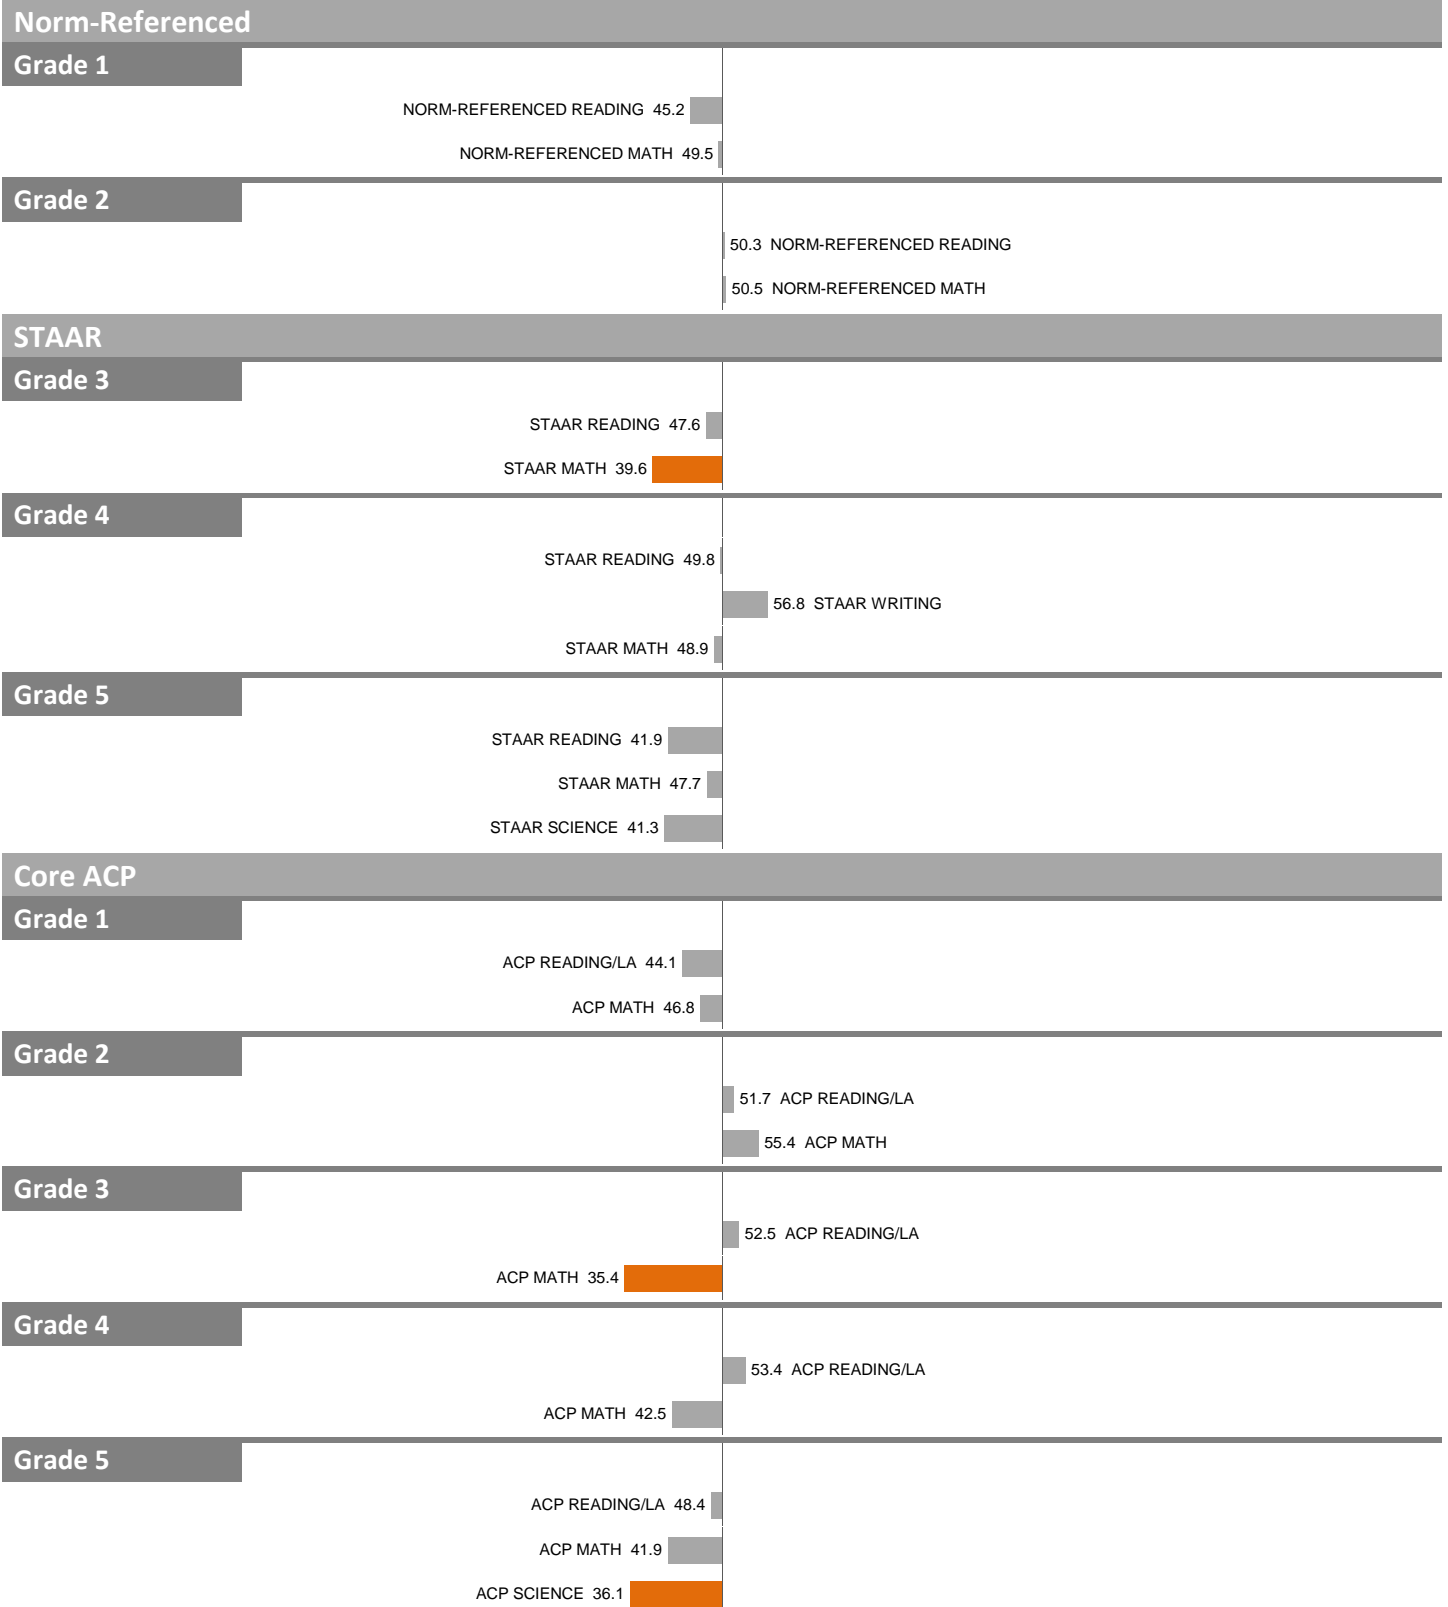 Norm-Referenced
Grade 1
NORM-REFERENCED READING 45.2
NORM-REFERENCED MATH 49.5
Grade 2
50.3 NORM-REFERENCED READING
50.5 NORM-REFERENCED MATH
STAAR
Grade 3
STAAR READING 47.6
STAAR MATH 39.6
Grade 4
STAAR READING 49.8
56.8 STAAR WRITING
STAAR MATH 48.9
Grade 5
STAAR READING 41.9
STAAR MATH 47.7
STAAR SCIENCE 41.3
Core ACP
Grade 1
ACP READING/LA 44.1
ACP MATH 46.8
Grade 2
51.7 ACP READING/LA
55.4 ACP MATH
Grade 3
52.5 ACP READING/LA
ACP MATH 35.4
Grade 4
53.4 ACP READING/LA
ACP MATH 42.5
Grade 5
ACP READING/LA 48.4
ACP MATH 41.9
ACP SCIENCE 36.1